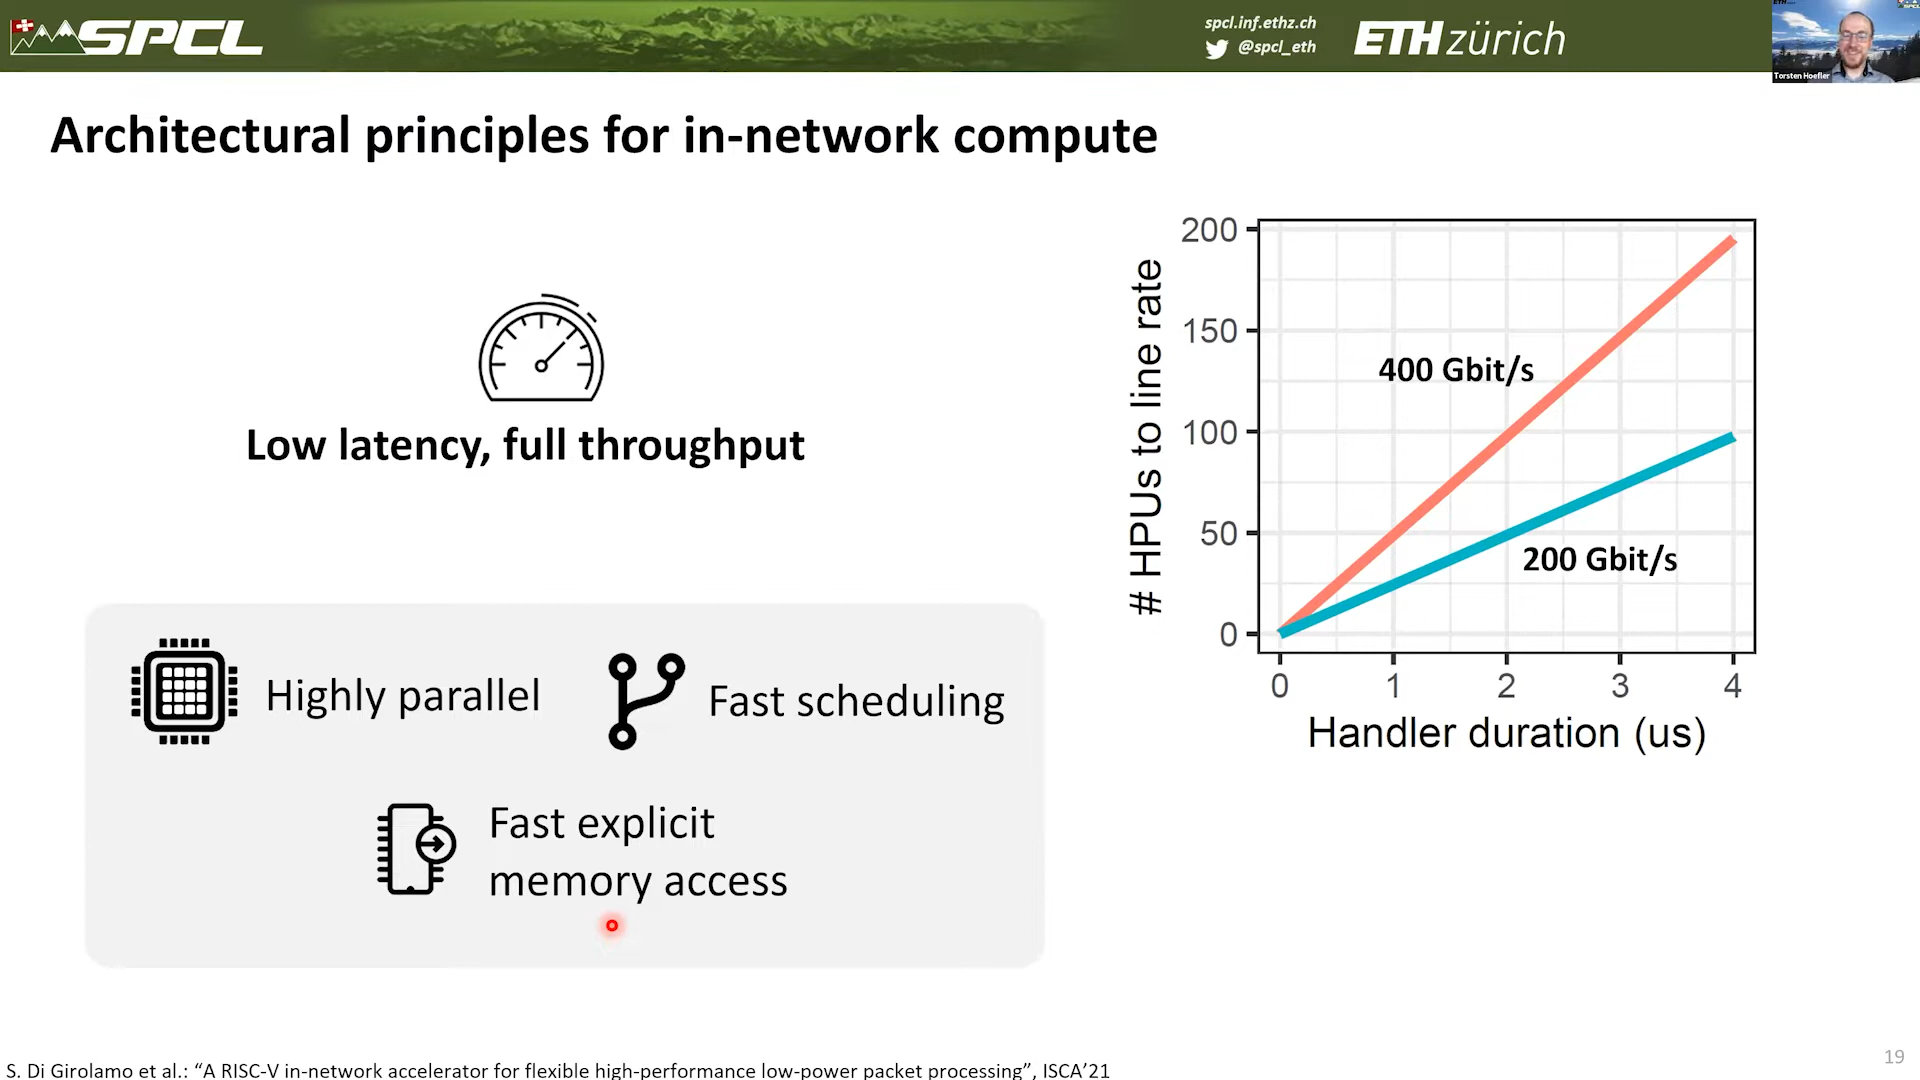 SPCL
spcl.inf.ethz.ch
@spcl_eth
ETH zürich
Torsten Hoefler
Architectural principles for in-network compute
Low latency, full throughput
Highly parallel
Fast scheduling
Fast explicit
memory access
# HPUs to line rate
200
150
100
50
0
400 Gbit/s
200 Gbit/s
0 1 2 3 4
Handler duration (us)
S. Di Girolamo et al.: “A RISC-V in-network accelerator for flexible high-performance low-power packet processing”, ISCA’21
19